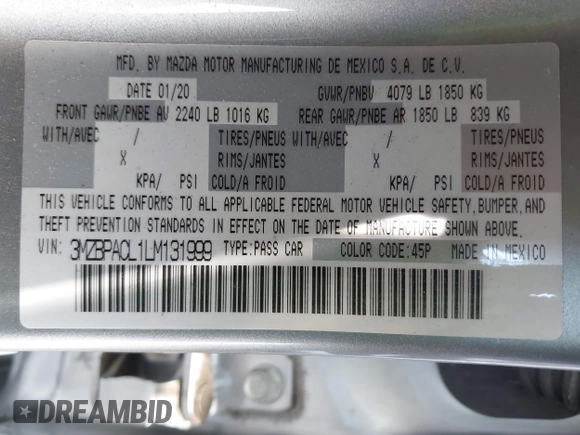 MFD. BY MAZDA MOTOR MANUFACTURING DE MEXICO S.A. DE C.V.
DATE 01/20 GVWR/PNBV 4079 LB 1850 KG
FRONT GAWR/PNBE AV 2240 LB 1016 KG REAR GAWR/PNBE AR 1850 LB 839 KG
WITH/AVEC / TIRES/PNEUS WITH/AVEC / TIRES/PNEUS
X RIMS/JANTES X RIMS/JANTES
KPA/ PSI COLD/A FROID KPA/ PSI COLD/A FROID
THIS VEHICLE CONFORMS TO ALL APPLICABLE FEDERAL MOTOR VEHICLE SAFETY, BUMPER, AND
THEFT PREVENTION STANDARDS IN EFFECT ON THE DATE OF MANUFACTURE SHOWN ABOVE.
VIN: 3MZBPACL1LM131999 TYPE:PASS CAR COLOR CODE:45P MADE IN MEXICO
DREAMBID